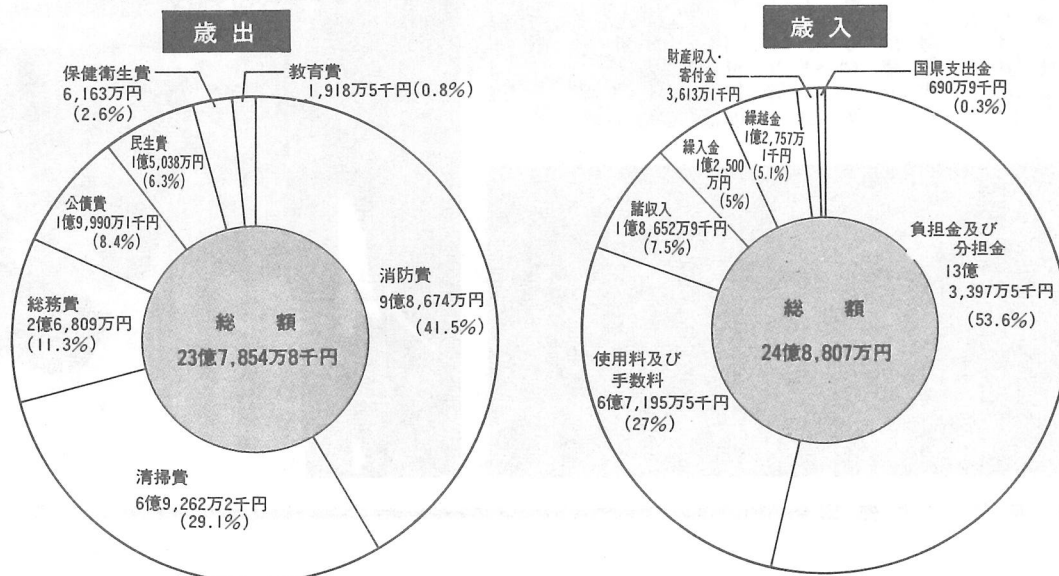 歳出
保健衛生費
6,163万円
(2.6%)
教育費
1,918万5千円(0.8%)
民生費
1億5,038万円
(6.3%)
公債費
1億9,990万1千円
(8.4%)
総務費
2億6,809万円
(11.3%)
消防費
9億8,674万円
(41.5%)
総額
23億7,854万8千円
清掃費
6億9,262万2千円
(29.1%)
歳入
財産収入・
寄付金
3,613万1千円
国県支出金
690万9千円
(0.3%)
繰越金
1億2,757万
1千円
(5.1%)
繰入金
1億2,500
万円
(5%)
諸収入
1億8,652万9千円
(7.5%)
負担金及び
分担金
13億
3,397万5千円
(53.6%)
総額
24億8,807万円
使用料及び
手数料
6億7,195万5千円
(27%)